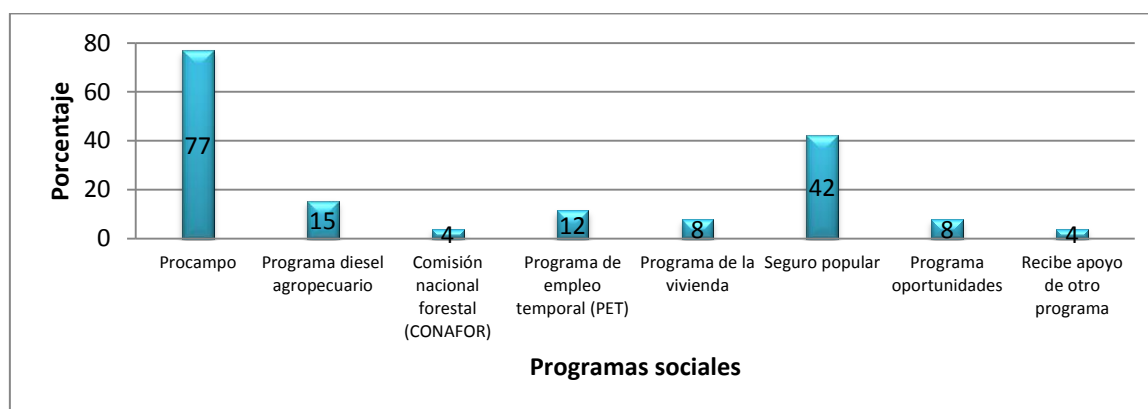 80
60
40
20
0
Porcentaje
77
15
4
12
8
42
8
4
Procampo
Programa diesel
agropecuario
Comisión
nacional
forestal
(CONAFOR)
Programa de
empleo
temporal (PET)
Programa de la
vivienda
Seguro popular
Programa
oportunidades
Recibe apoyo
de otro
programa
Programas sociales